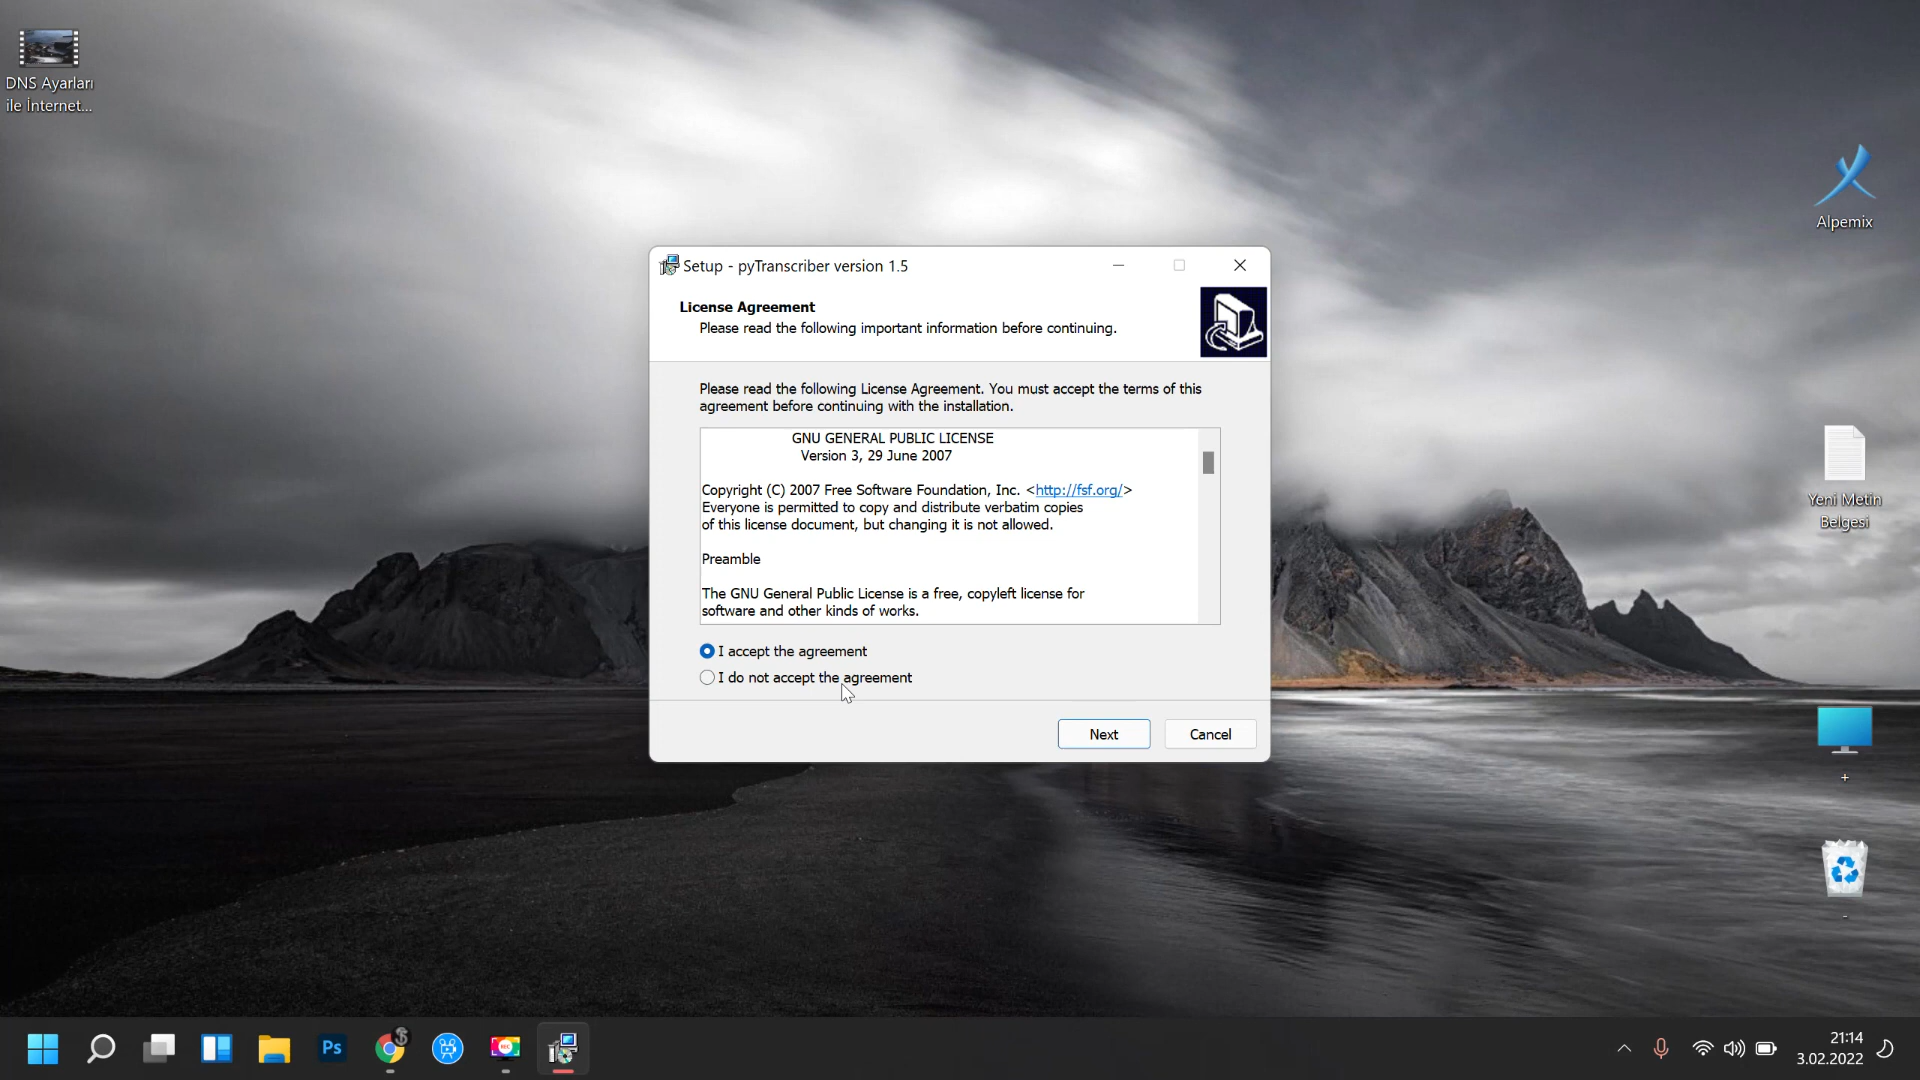 DNS Ayarları
ile İnternet...
Alpemix
Setup - pyTranscriber version 1.5
License Agreement
Please read the following important information before continuing.
Please read the following License Agreement. You must accept the terms of this
agreement before continuing with the installation.
GNU GENERAL PUBLIC LICENSE
Version 3, 29 June 2007
Copyright (C) 2007 Free Software Foundation, Inc. <http://fsf.org/>
Everyone is permitted to copy and distribute verbatim copies
of this license document, but changing it is not allowed.
Preamble
The GNU General Public License is a free, copyleft license for
software and other kinds of works.
I accept the agreement
I do not accept the agreement
Next
Cancel
Yeni Metin
Belgesi
+
-
Ps
REC
21:14
3.02.2022